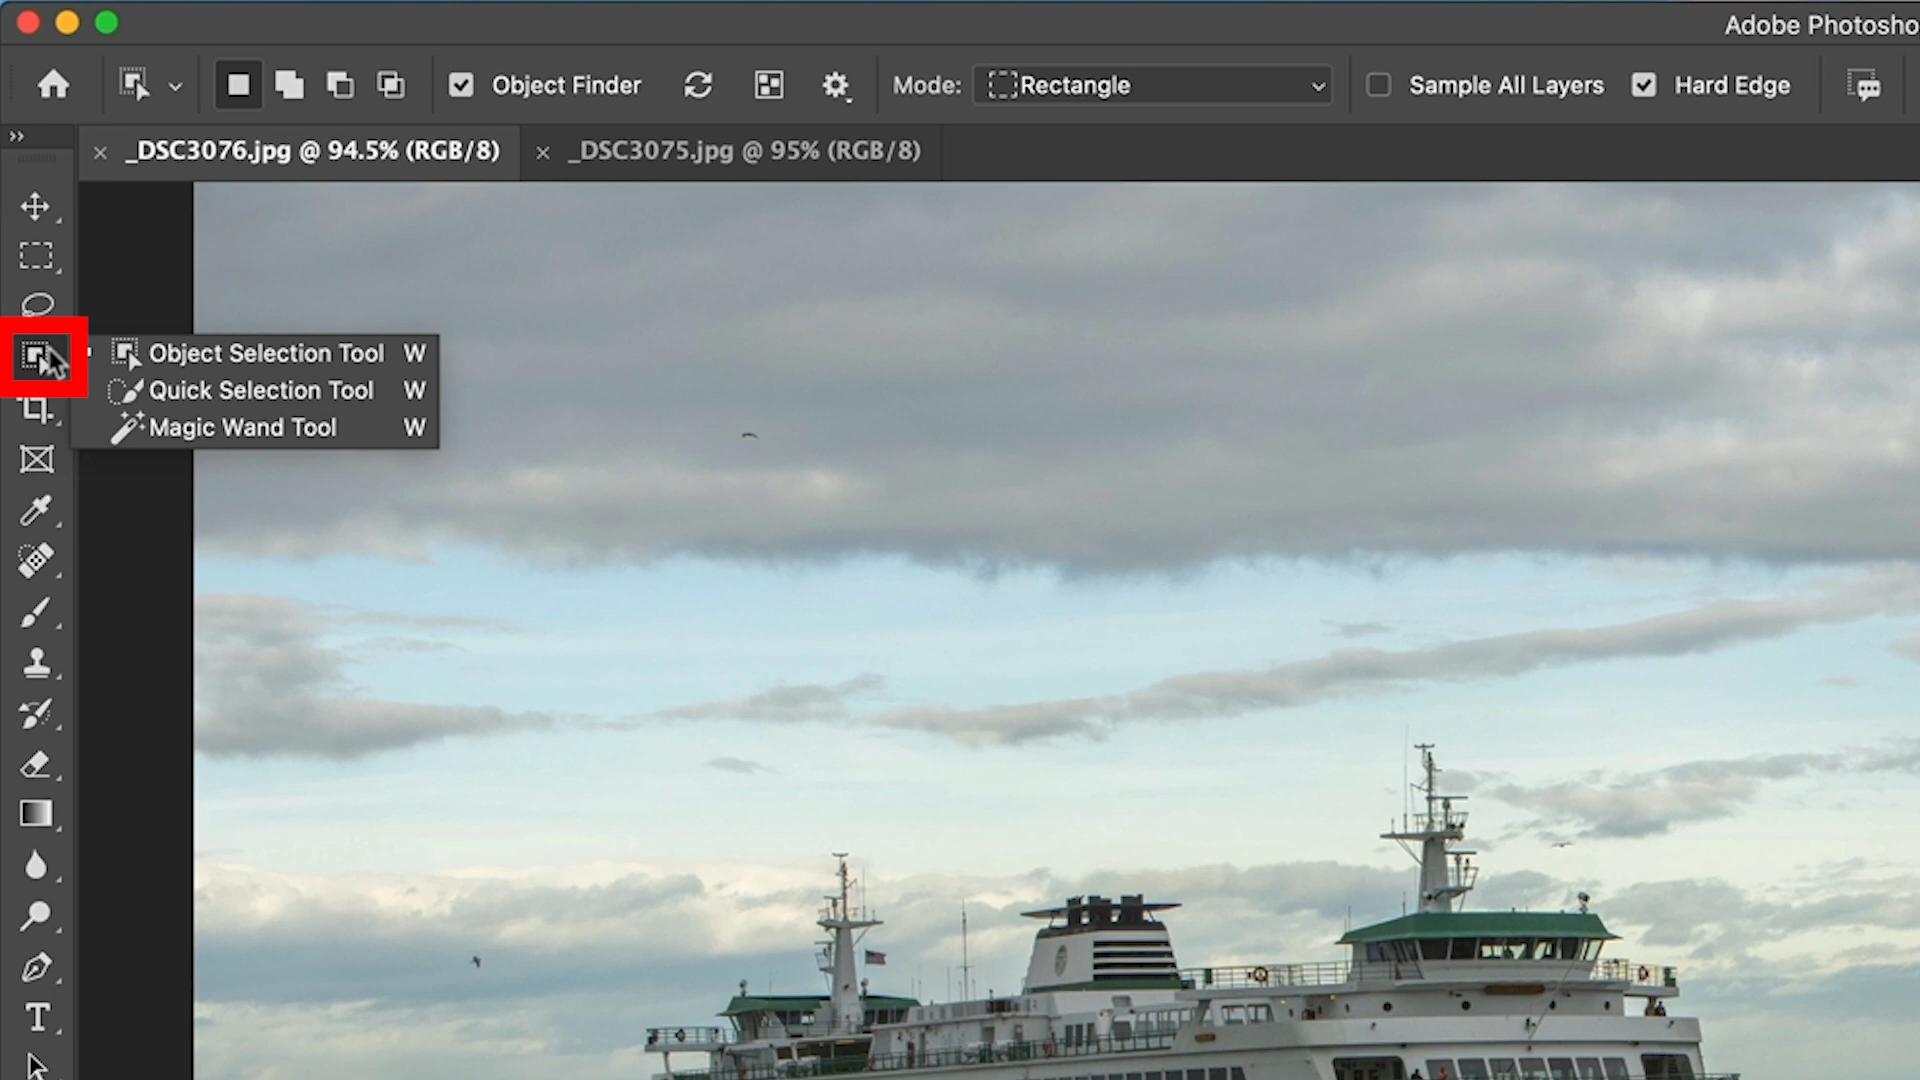 Adobe Photosho
Object Finder
Mode:
Rectangle
Sample All Layers
Hard Edge
_DSC3076.jpg @ 94.5% (RGB/8)
_DSC3075.jpg @ 95% (RGB/8)
Object Selection Tool W
Quick Selection Tool W
Magic Wand Tool W